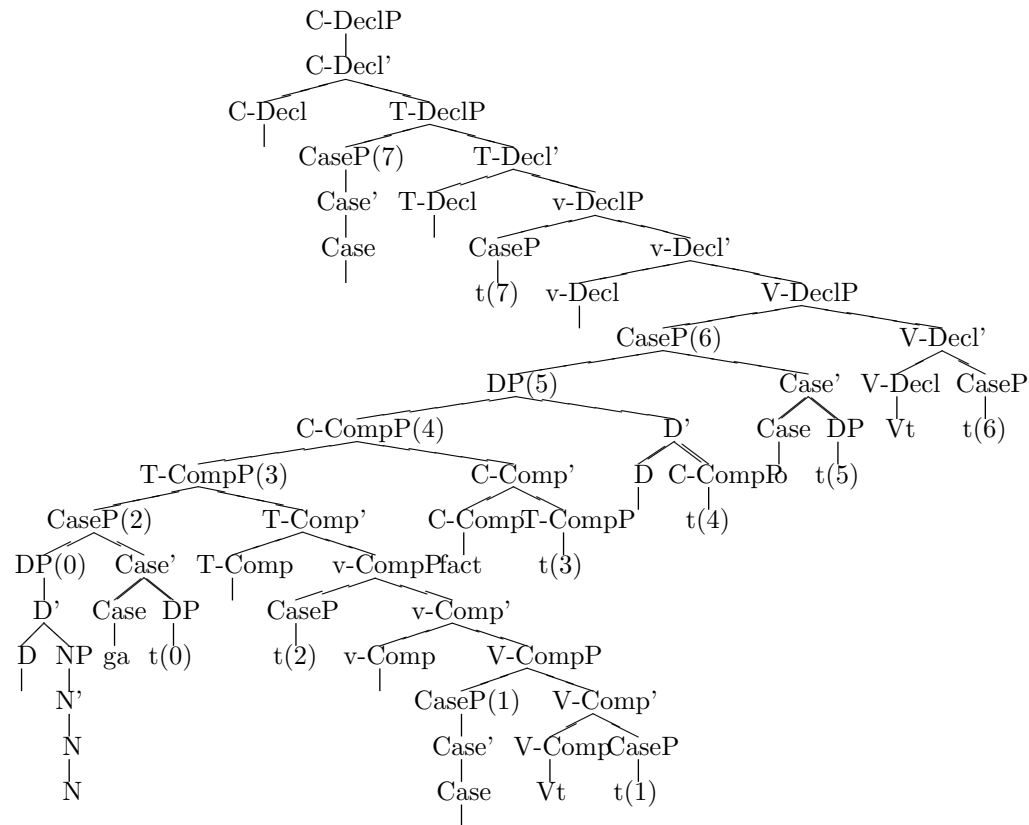 C-DeclP
C-Decl’
C-Decl T-DeclP
CaseP(7) T-Decl’
Case’ T-Decl v-DeclP
Case CaseP v-Decl’
t(7) v-Decl V-DeclP
CaseP(6) V-Decl’
DP(5) Case’ V-Decl CaseP
C-CompP(4) D’ Case DP Vt t(6)
T-CompP(3) C-Comp’ D C-CompP o t(5)
CaseP(2) T-Comp’ C-Comp T-CompP t(4)
DP(0) Case’ T-Comp v-CompP fact t(3)
D’ Case DP CaseP v-Comp’
D NP ga t(0) t(2) v-Comp V-CompP
N’ CaseP(1) V-Comp’
N Case’ V-Comp CaseP
N Case Vt t(1)